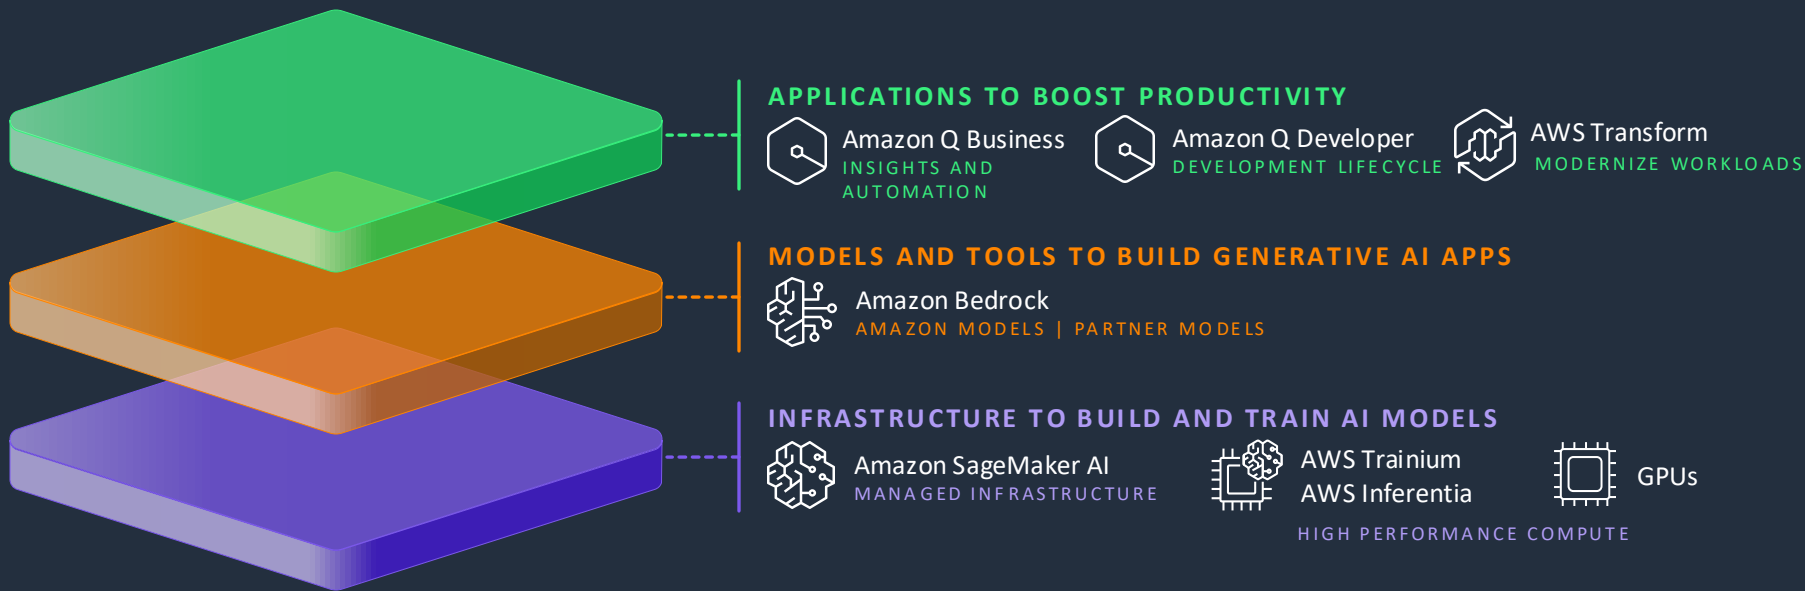 APPLICATIONS TO BOOST PRODUCTIVITY
Amazon Q Business
INSIGHTS AND
AUTOMATION
Amazon Q Developer
DEVELOPMENT LIFECYCLE
AWS Transform
MODERNIZE WORKLOADS
MODELS AND TOOLS TO BUILD GENERATIVE AI APPS
Amazon Bedrock
AMAZON MODELS | PARTNER MODELS
INFRASTRUCTURE TO BUILD AND TRAIN AI MODELS
Amazon SageMaker AI
MANAGED INFRASTRUCTURE
AWS Trainium
AWS Inferentia
GPUs
HIGH PERFORMANCE COMPUTE